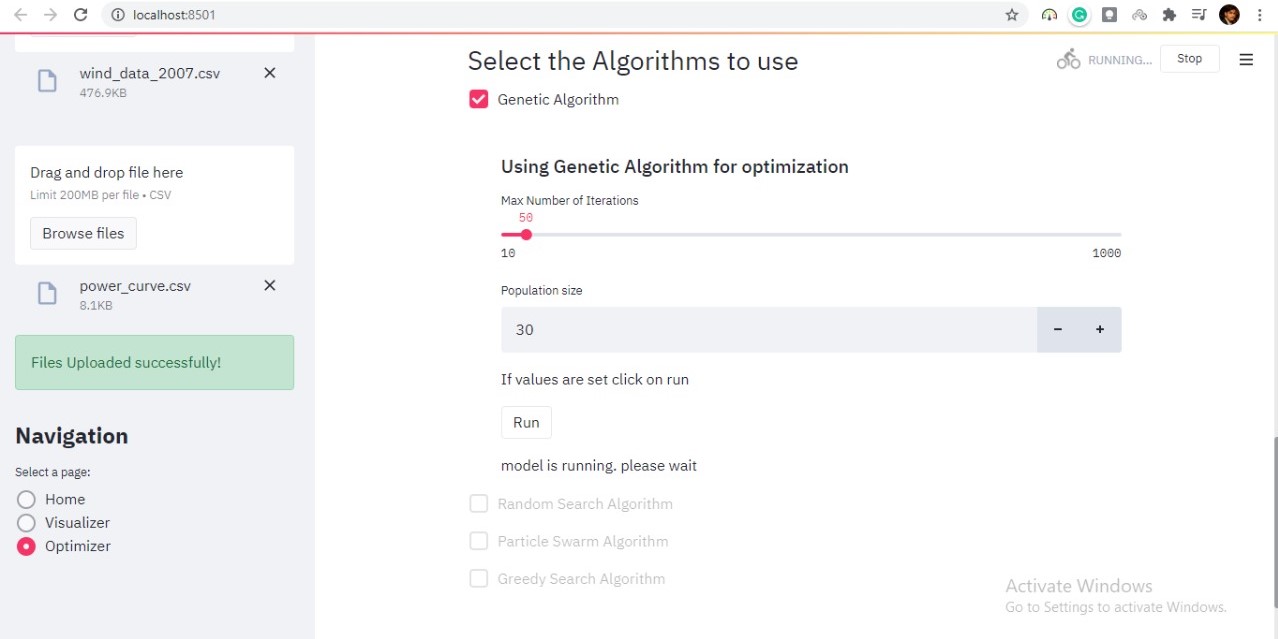 localhost:8501
wind_data_2007.csv
476.9KB
Drag and drop file here
Limit 200MB per file • CSV
Browse files
power_curve.csv
8.1KB
Files Uploaded successfully!
Navigation
Select a page:
Home
Visualizer
Optimizer
RUNNING...
Stop
Select the Algorithms to use
Genetic Algorithm
Using Genetic Algorithm for optimization
Max Number of Iterations
50
10
1000
Population size
30
If values are set click on run
Run
model is running. please wait
Random Search Algorithm
Particle Swarm Algorithm
Greedy Search Algorithm
Activate Windows
Go to Settings to activate Windows.